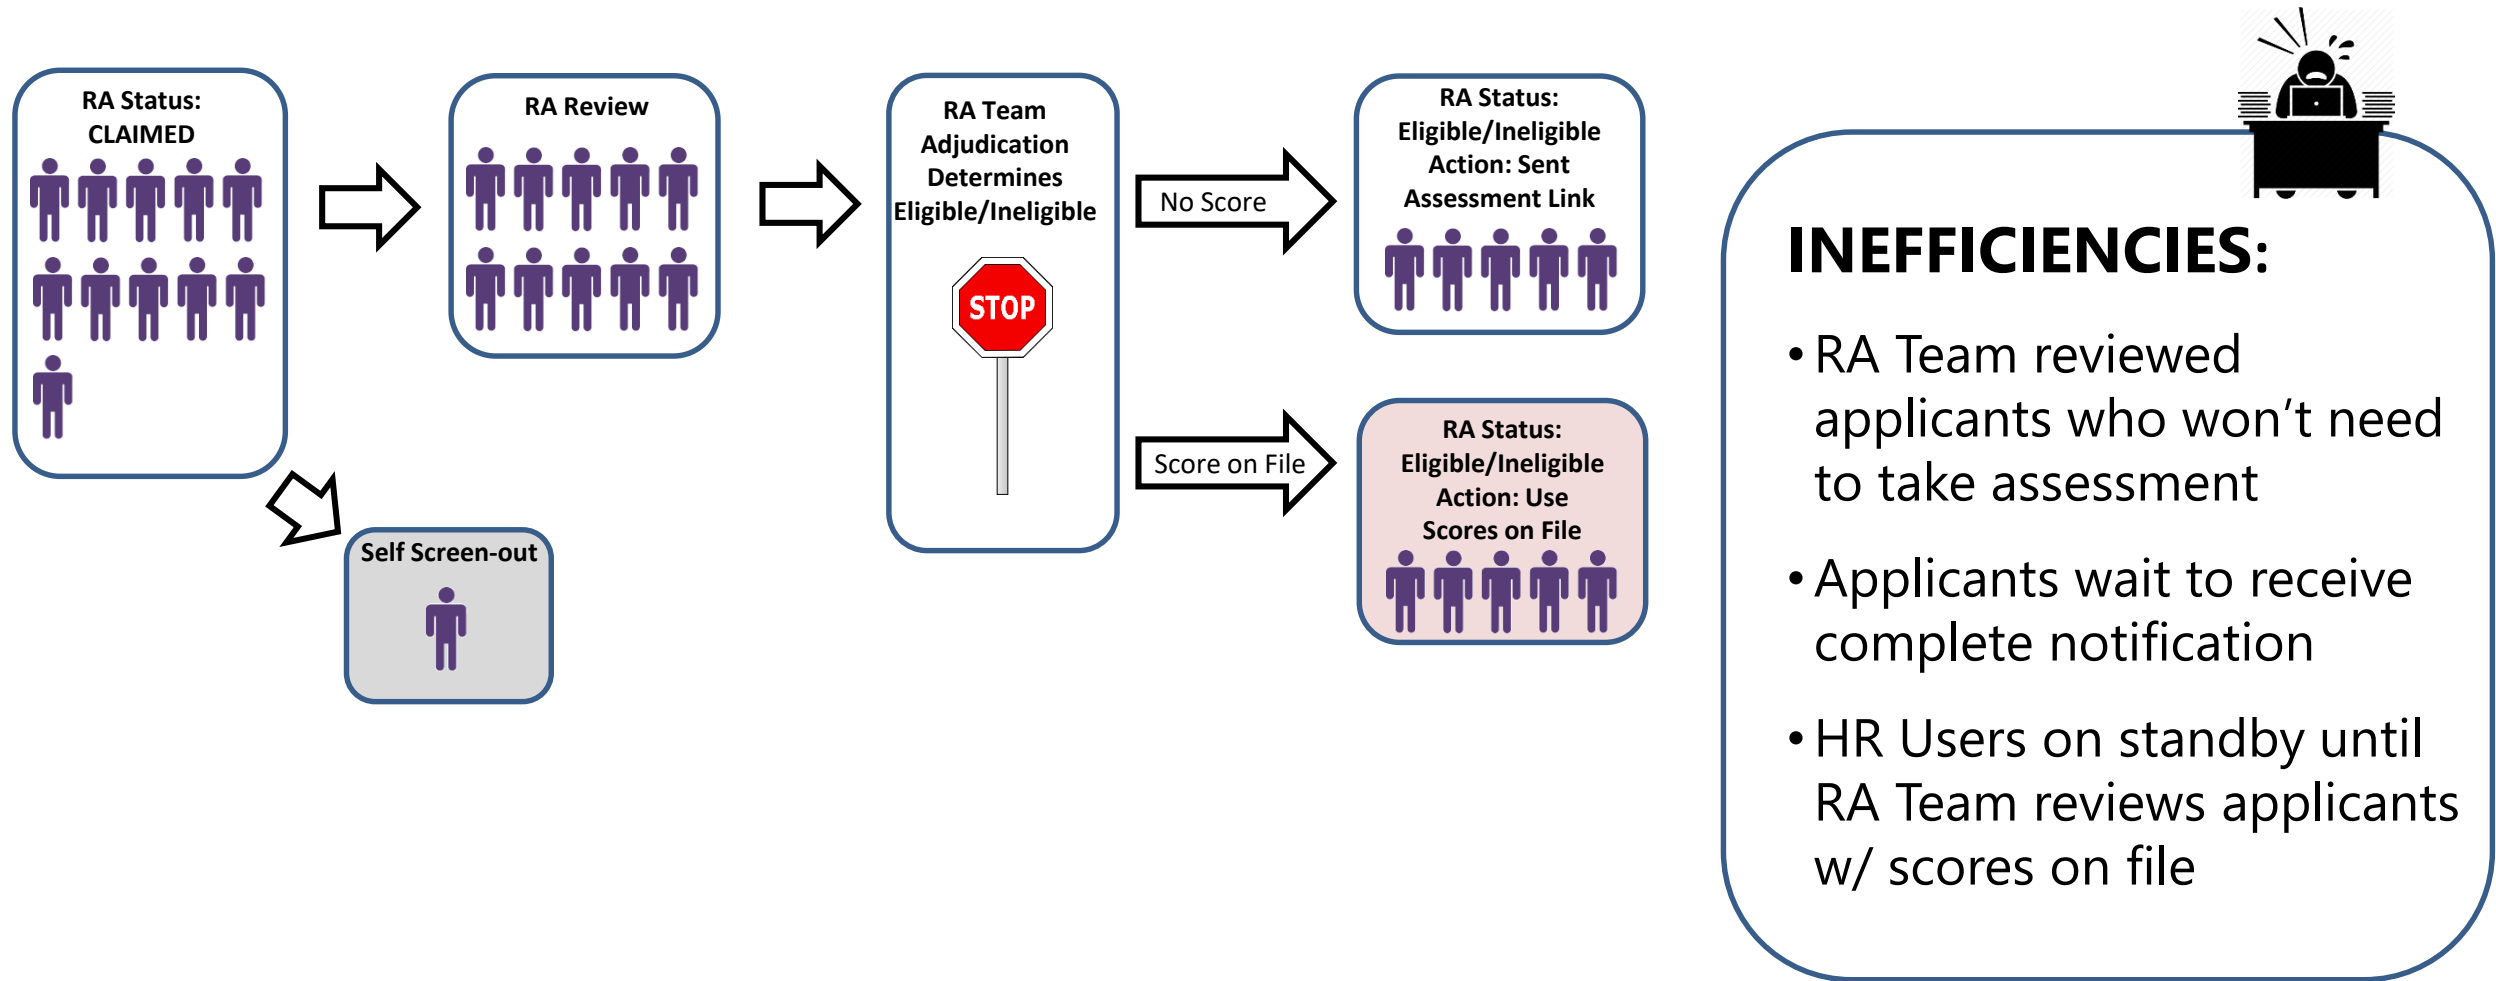 RA Status:
CLAIMED
Self Screen-out
RA Review
RA Team
Adjudication
Determines
Eligible/Ineligible
STOP
No Score
Score on File
RA Status:
Eligible/Ineligible
Action: Sent
Assessment Link
RA Status:
Eligible/Ineligible
Action: Use
Scores on File
INEFFICIENCIES:
• RA Team reviewed
applicants who won’t need
to take assessment
• Applicants wait to receive
complete notification
• HR Users on standby until
RA Team reviews applicants
w/ scores on file